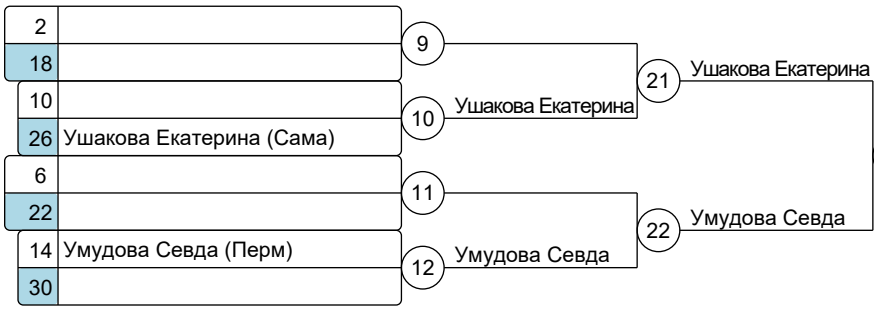 2
9
18
21 Ушакова Екатерина
10
10 Ушакова Екатерина
26 Ушакова Екатерина (Сама)
6
11
22
22 Умудова Севда
14 Умудова Севда (Перм)
12 Умудова Севда
30